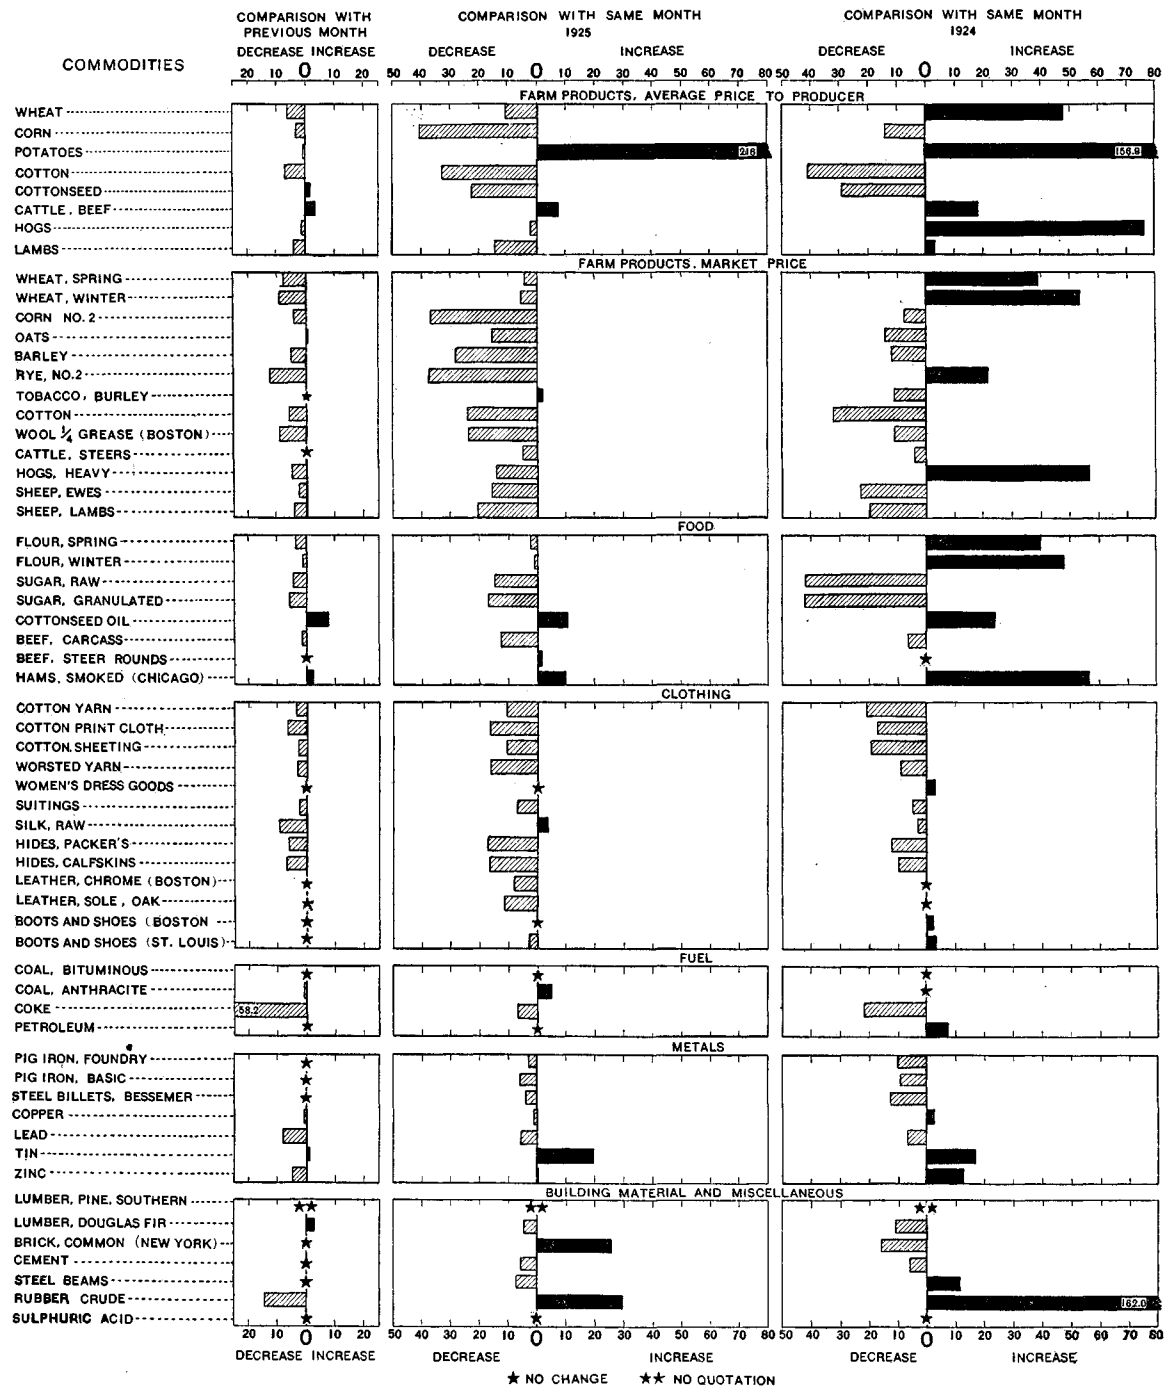 COMPARISON WITH PREVIOUS MONTH
COMPARISON WITH SAME MONTH 1925
COMPARISON WITH SAME MONTH 1924
COMMODITIES
DECREASE INCREASE
DECREASE INCREASE
DECREASE INCREASE
20 10 0 10 20
50 40 30 20 10 0 10 20 30 40 50 60 70 80
50 40 30 20 10 0 10 20 30 40 50 60 70 80
FARM PRODUCTS, AVERAGE PRICE TO PRODUCER
WHEAT
CORN
POTATOES 218 156.9
COTTON
COTTONSEED
CATTLE, BEEF
HOGS
LAMBS
FARM PRODUCTS, MARKET PRICE
WHEAT, SPRING
WHEAT, WINTER
CORN NO. 2
OATS
BARLEY
RYE, NO. 2
TOBACCO, BURLEY ★
COTTON
WOOL ¼ GREASE (BOSTON)
CATTLE, STEERS ★
HOGS, HEAVY
SHEEP, EWES
SHEEP, LAMBS
FOOD
FLOUR, SPRING
FLOUR, WINTER
SUGAR, RAW
SUGAR, GRANULATED
COTTONSEED OIL
BEEF, CARCASS
BEEF, STEER ROUNDS ★ ★
HAMS, SMOKED (CHICAGO)
CLOTHING
COTTON YARN
COTTON PRINT CLOTH
COTTON SHEETING
WORSTED YARN
WOMEN'S DRESS GOODS ★ ★
SUITINGS
SILK, RAW
HIDES, PACKER'S
HIDES, CALFSKINS
LEATHER, CHROME (BOSTON) ★ ★
LEATHER, SOLE, OAK ★ ★
BOOTS AND SHOES (BOSTON ★ ★
BOOTS AND SHOES (ST. LOUIS) ★
FUEL
COAL, BITUMINOUS ★ ★ ★
COAL, ANTHRACITE ★
COKE 58.2
PETROLEUM ★ ★
METALS
PIG IRON, FOUNDRY ★
PIG IRON, BASIC ★
STEEL BILLETS, BESSEMER ★
COPPER
LEAD
TIN
ZINC
BUILDING MATERIAL AND MISCELLANEOUS
LUMBER, PINE, SOUTHERN ★★ ★★ ★★
LUMBER, DOUGLAS FIR
BRICK, COMMON (NEW YORK) ★
CEMENT ★
STEEL BEAMS ★
RUBBER CRUDE 162.0
SULPHURIC ACID ★ ★ ★
20 10 0 10 20
50 40 30 20 10 0 10 20 30 40 50 60 70 80
50 40 30 20 10 0 10 20 30 40 50 60 70 80
DECREASE INCREASE
DECREASE INCREASE
DECREASE INCREASE
★ NO CHANGE ★★ NO QUOTATION